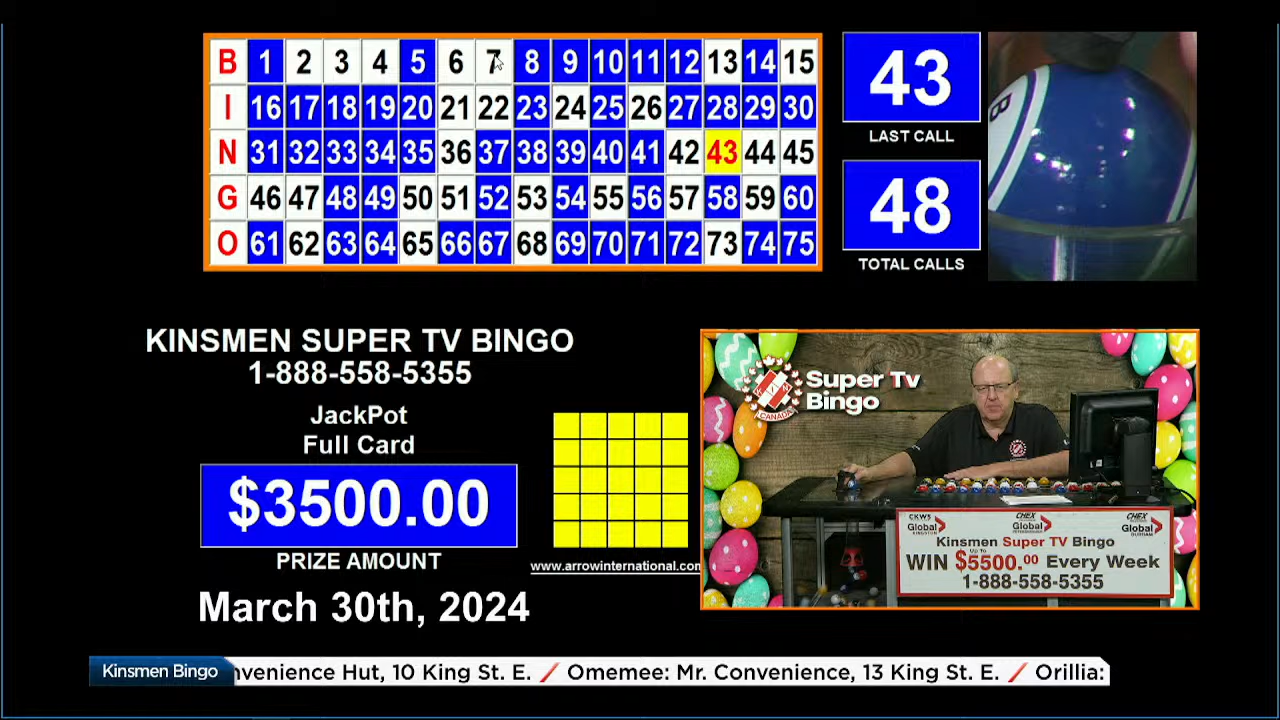 B 1 2 3 4 5 6 7 8 9 10 11 12 13 14 15
I 16 17 18 19 20 21 22 23 24 25 26 27 28 29 30
N 31 32 33 34 35 36 37 38 39 40 41 42 43 44 45
G 46 47 48 49 50 51 52 53 54 55 56 57 58 59 60
O 61 62 63 64 65 66 67 68 69 70 71 72 73 74 75
43
LAST CALL
48
TOTAL CALLS
B
KINSMEN SUPER TV BINGO
1-888-558-5355
JackPot
Full Card
$3500.00
PRIZE AMOUNT
March 30th, 2024
www.arrowinternational.com
KIN
CANADA
Super Tv
Bingo
CKWS
Global
KINGSTON
CHEX
Global
PETERBOROUGH
CHEX
Global
DURHAM
Kinsmen Super TV Bingo
WIN Up To $5500.00 Every Week
1-888-558-5355
Kinsmen Bingo
nvenience Hut, 10 King St. E. / Omemee: Mr. Convenience, 13 King St. E. / Orillia: